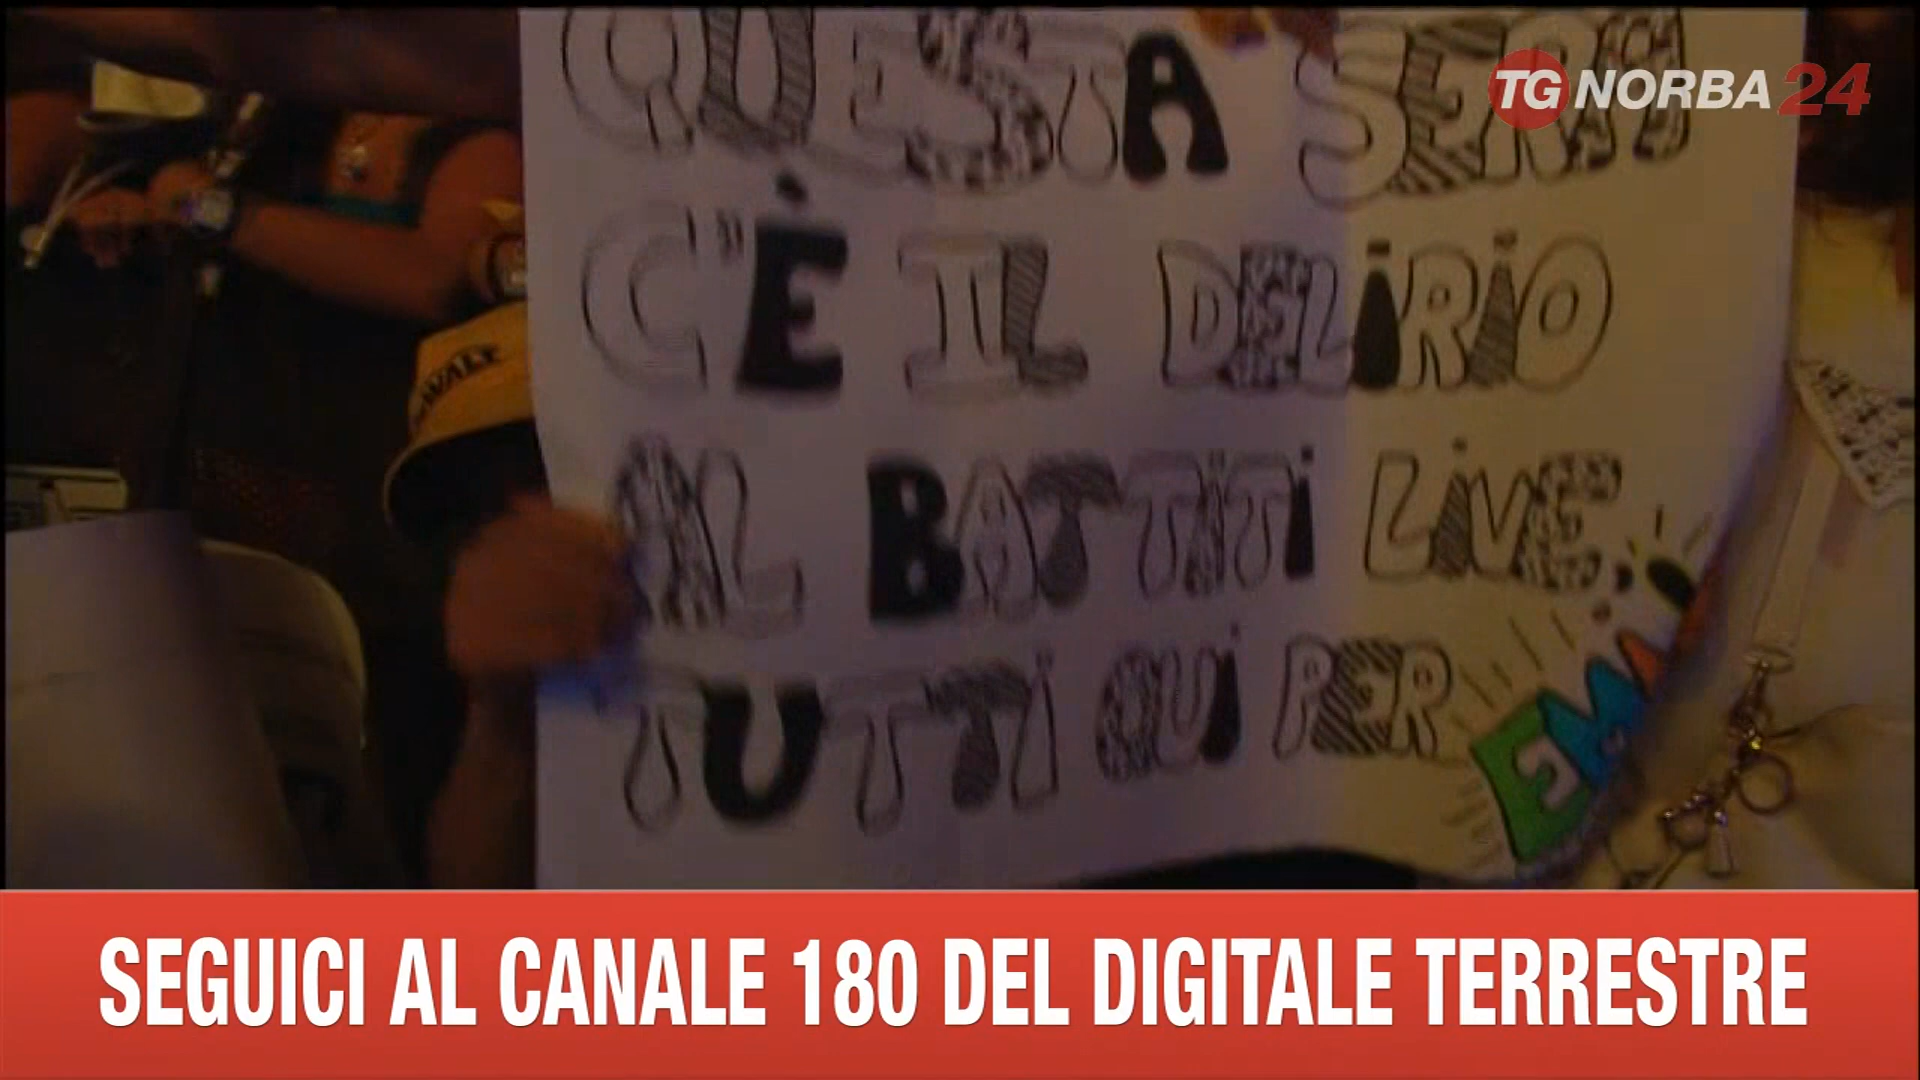 QUESTA SERA
TG NORBA 24
C'È IL DELIRIO
AL BATTITI LIVE,
TUTTI QUI PER
EMMA
SEGUICI AL CANALE 180 DEL DIGITALE TERRESTRE